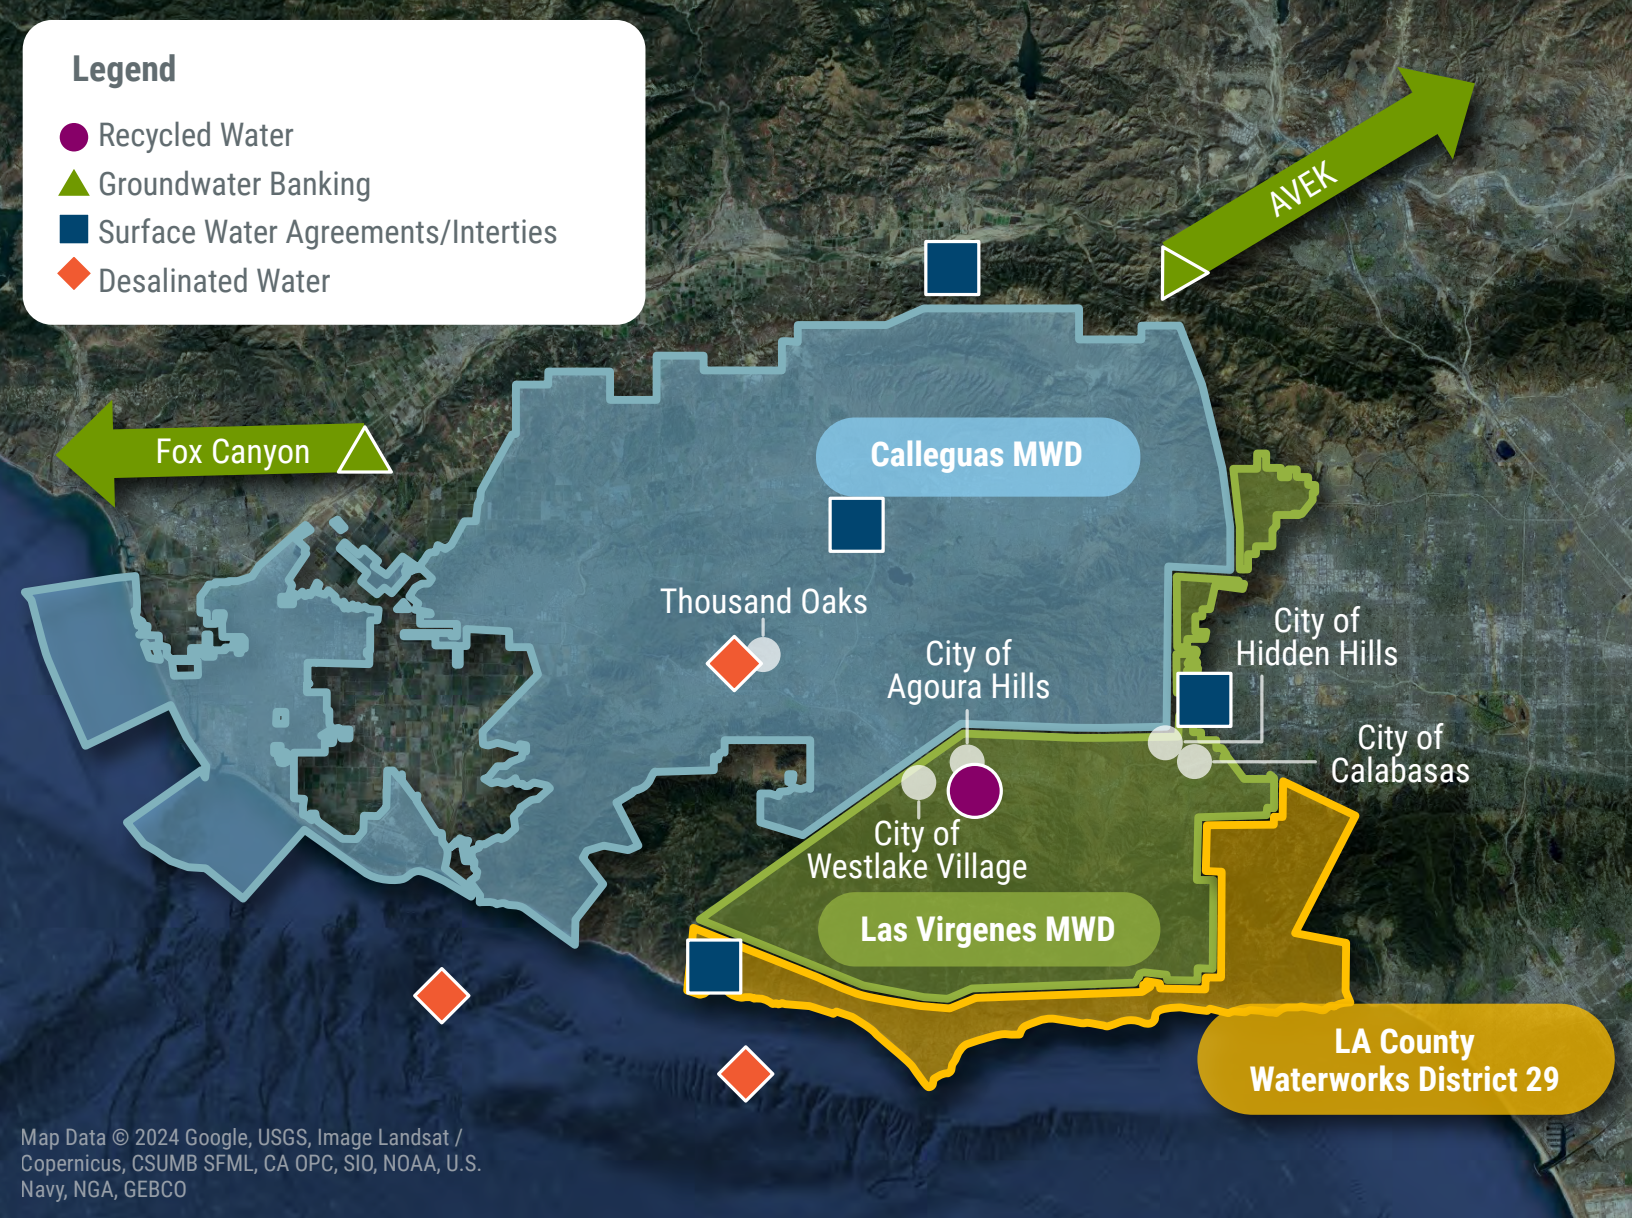 Legend
Recycled Water
Groundwater Banking
Surface Water Agreements/Interties
Desalinated Water
AVEK
Fox Canyon
Calleguas MWD
Thousand Oaks
City of
Agoura Hills
City of
Hidden Hills
City of
Calabasas
City of
Westlake Village
Las Virgenes MWD
LA County
Waterworks District 29
Map Data © 2024 Google, USGS, Image Landsat /
Copernicus, CSUMB SFML, CA OPC, SIO, NOAA, U.S.
Navy, NGA, GEBCO